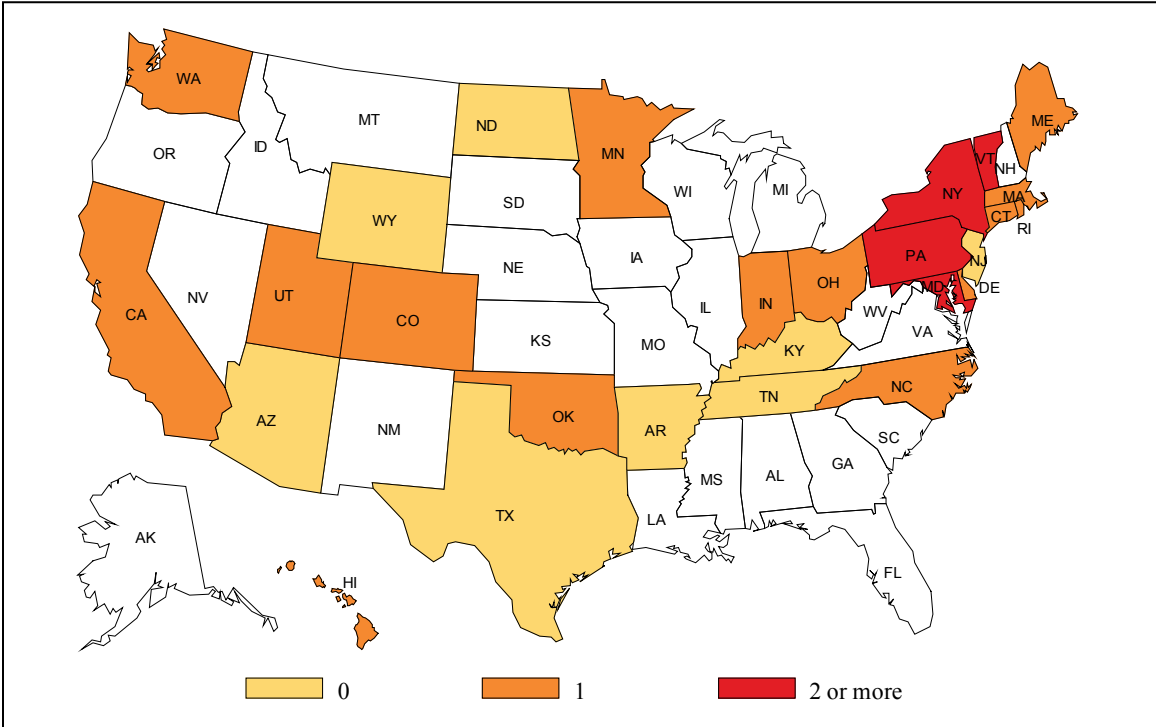 WA
MT
ND
MN
ME
OR
ID
VT
NH
WI
MI
NY
MA
SD
WY
CT
RI
PA
NE
IA
NJ
NV
UT
CO
IL
IN
OH
MD
DE
CA
WV
KS
MO
VA
KY
NC
AZ
NM
OK
AR
TN
SC
MS
AL
GA
TX
LA
AK
HI
FL
0
1
2 or more